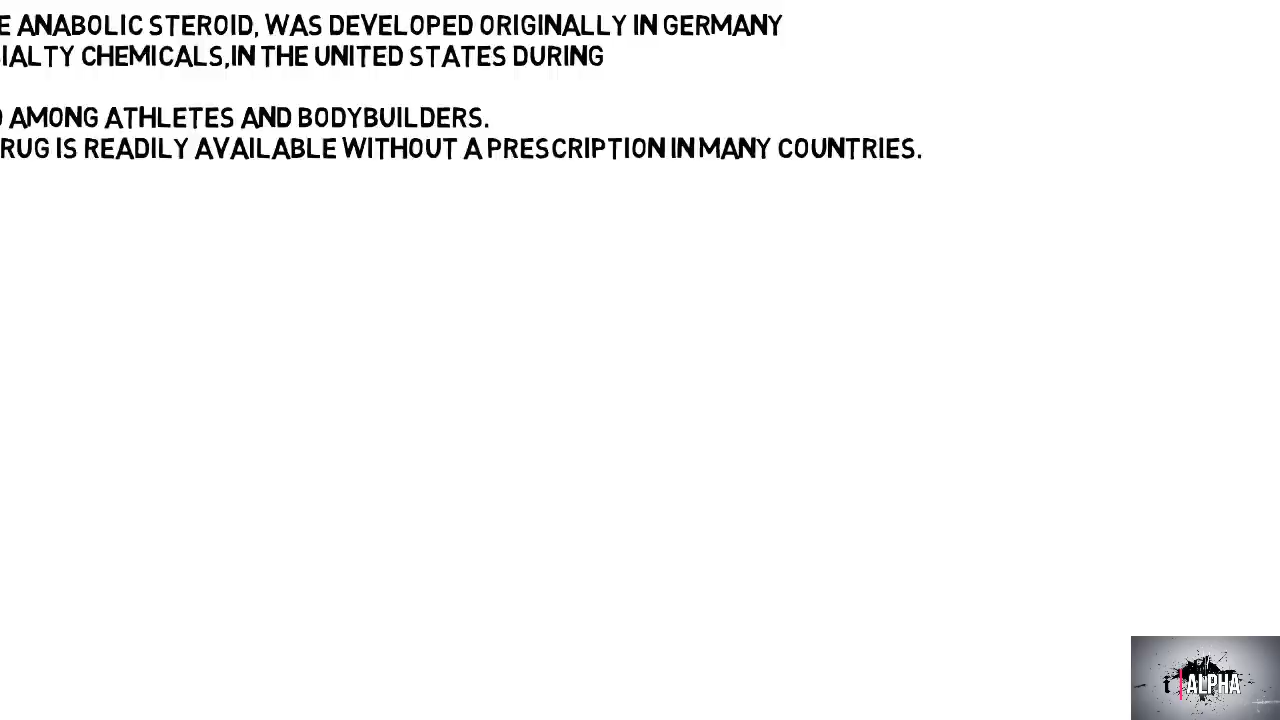 E ANABOLIC STEROID, WAS DEVELOPED ORIGINALLY IN GERMANY
IALTY CHEMICALS,IN THE UNITED STATES DURING
AMONG ATHLETES AND BODYBUILDERS.
RUG IS READILY AVAILABLE WITHOUT A PRESCRIPTION IN MANY COUNTRIES.
t ALPHA